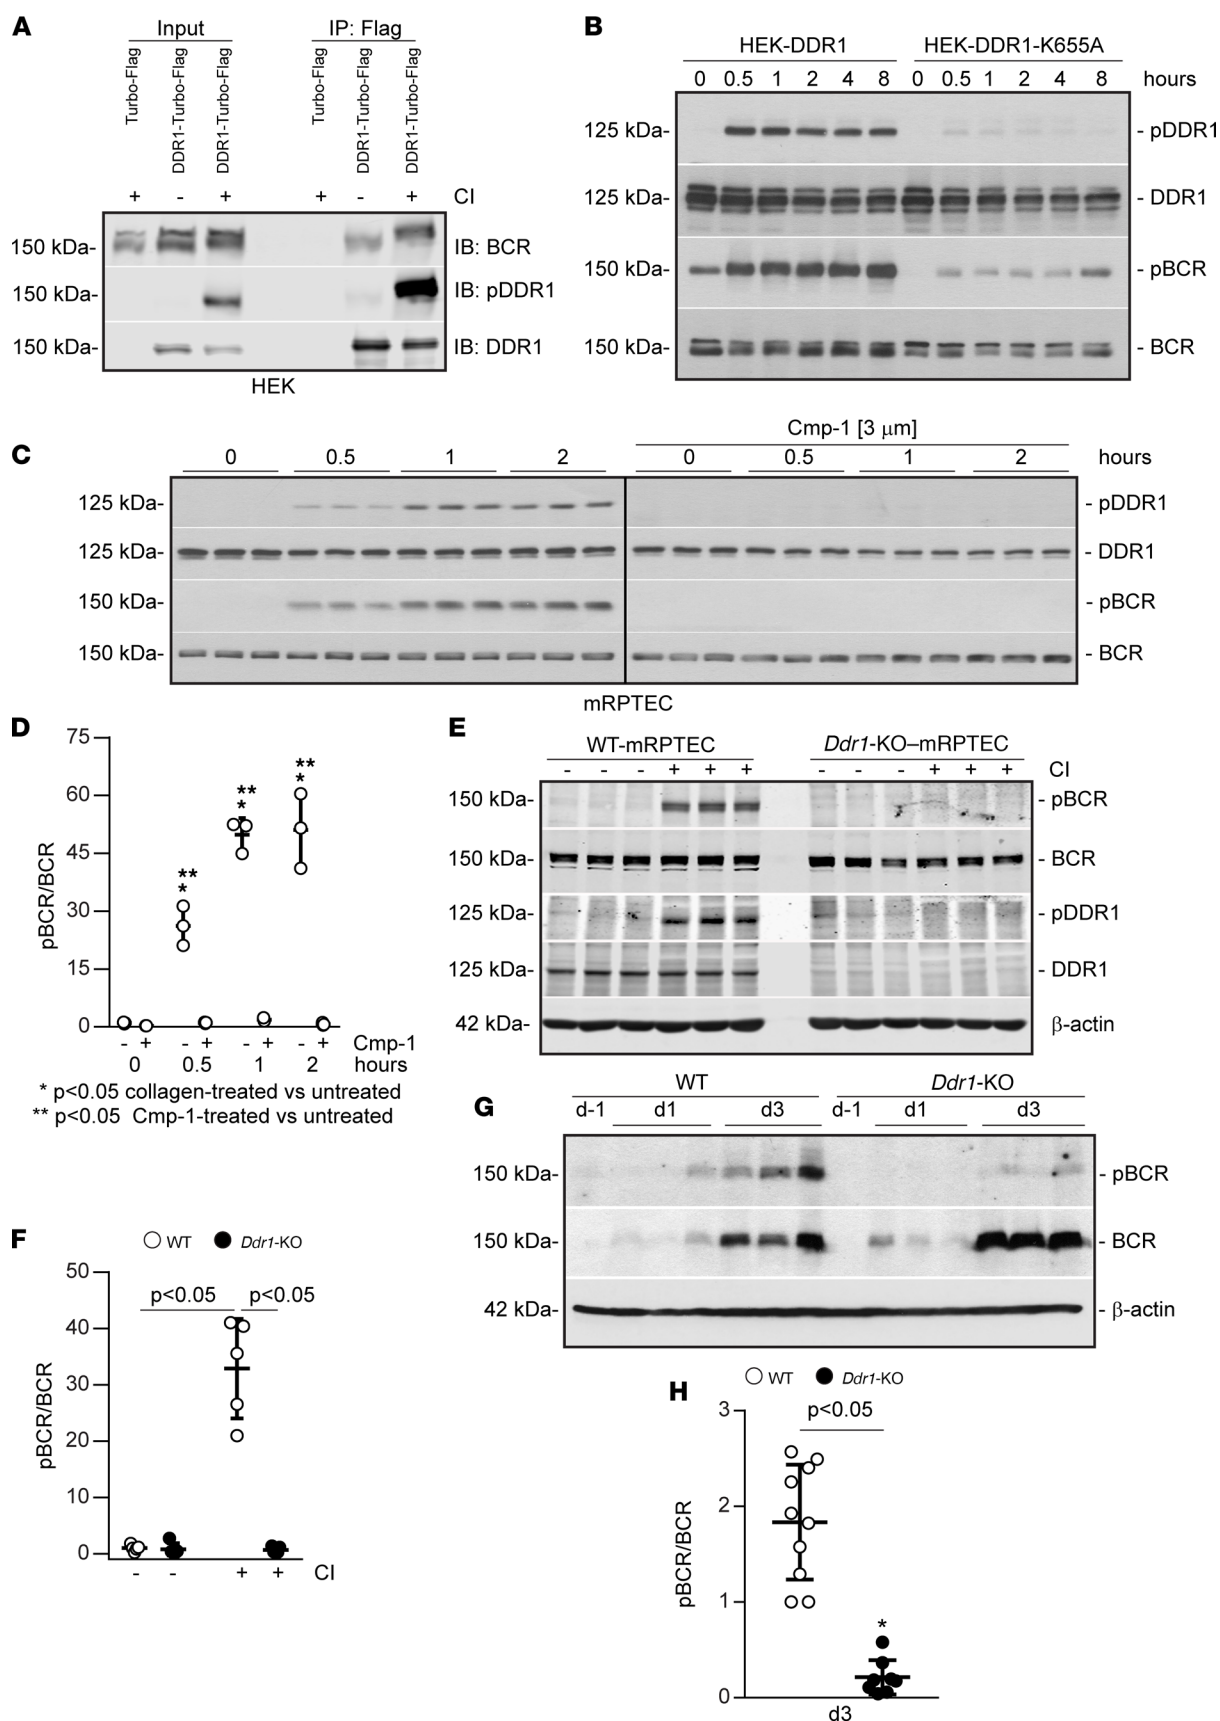 A
Input
IP: Flag
Turbo-Flag
DDR1-Turbo-Flag
DDR1-Turbo-Flag
Turbo-Flag
DDR1-Turbo-Flag
DDR1-Turbo-Flag
+ - + + - + CI
150 kDa- IB: BCR
150 kDa- IB: pDDR1
150 kDa- IB: DDR1
HEK
B
HEK-DDR1 HEK-DDR1-K655A
0 0.5 1 2 4 8 0 0.5 1 2 4 8 hours
125 kDa- - pDDR1
125 kDa- - DDR1
150 kDa- - pBCR
150 kDa- - BCR
C
Cmp-1 [3 µm]
0 0.5 1 2 0 0.5 1 2 hours
125 kDa- - pDDR1
125 kDa- - DDR1
150 kDa- - pBCR
150 kDa- - BCR
mRPTEC
D
pBCR/BCR
75
60
45
30
15
0
**
*
**
*
**
*
- + - + - + - + Cmp-1
0 0.5 1 2 hours
* p<0.05 collagen-treated vs untreated
** p<0.05 Cmp-1-treated vs untreated
E
WT-mRPTEC Ddr1-KO–mRPTEC
- - - + + + - - - + + + CI
150 kDa- - pBCR
150 kDa- - BCR
125 kDa- - pDDR1
125 kDa- - DDR1
42 kDa- β-actin
F
WT Ddr1-KO
pBCR/BCR
50
40
30
20
10
0
p<0.05 p<0.05
- - + + CI
G
WT Ddr1-KO
d-1 d1 d3 d-1 d1 d3
150 kDa- - pBCR
150 kDa- - BCR
42 kDa- - β-actin
H
WT Ddr1-KO
pBCR/BCR
3
2
1
0
p<0.05
*
d3